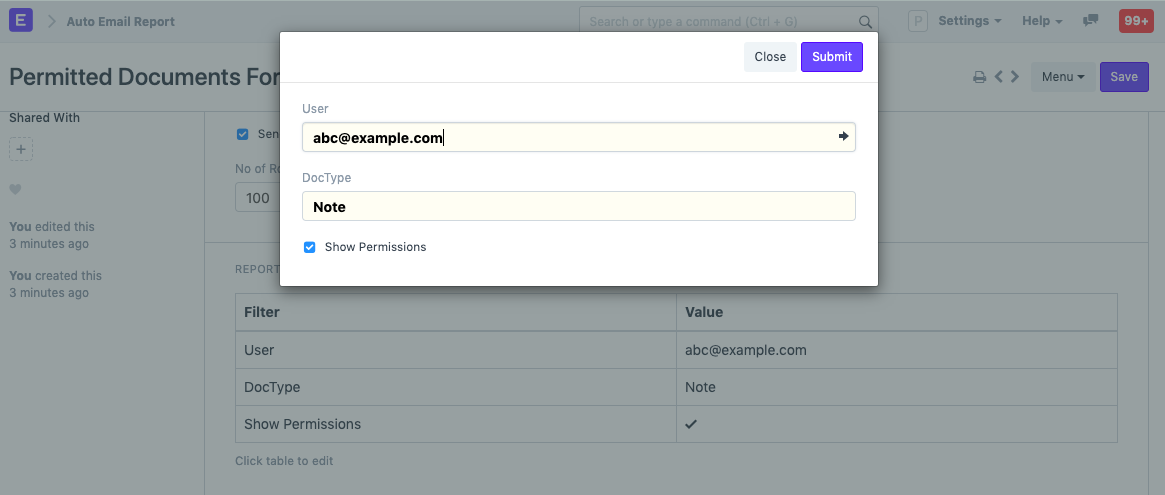 E
Auto Email Report
Search or type a command (Ctrl + G)
P
Settings
Help
99+
Permitted Documents For
Menu
Save
Close
Submit
User
abc@example.com
DocType
Note
Show Permissions
Shared With
+
You edited this
3 minutes ago
You created this
3 minutes ago
Sen
No of Ro
100
REPORT
Filter
Value
User
abc@example.com
DocType
Note
Show Permissions
Click table to edit